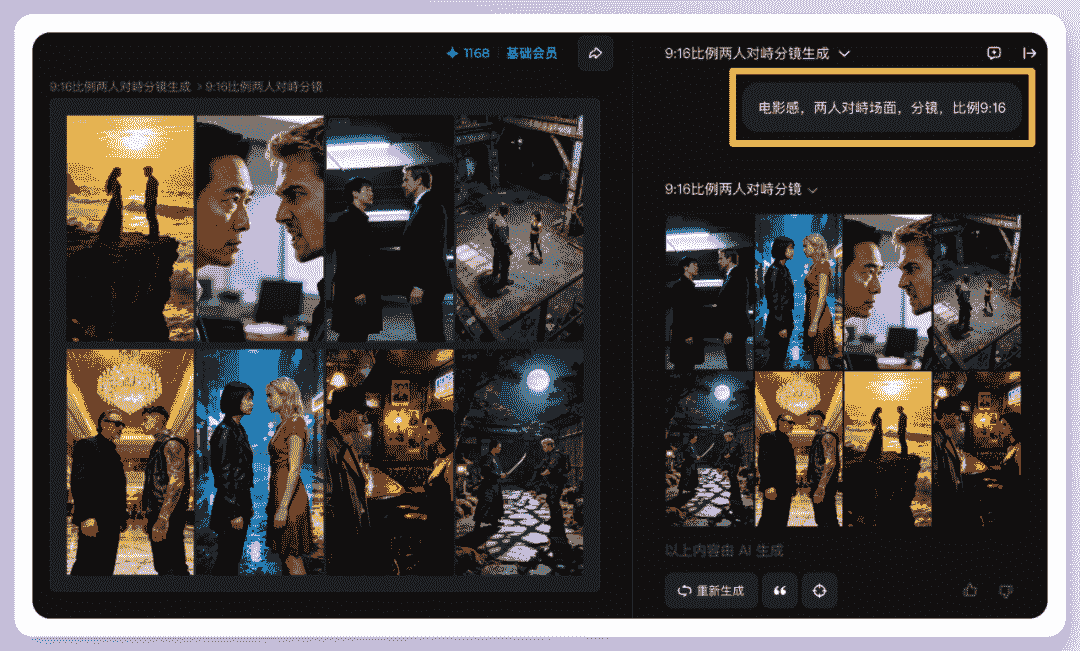 1168 基础会员
9:16比例两人对峙分镜生成 > 9:16比例两人对峙分镜
9:16比例两人对峙分镜生成
电影感，两人对峙场面，分镜，比例9:16
9:16比例两人对峙分镜
以上内容由 AI 生成
重新生成